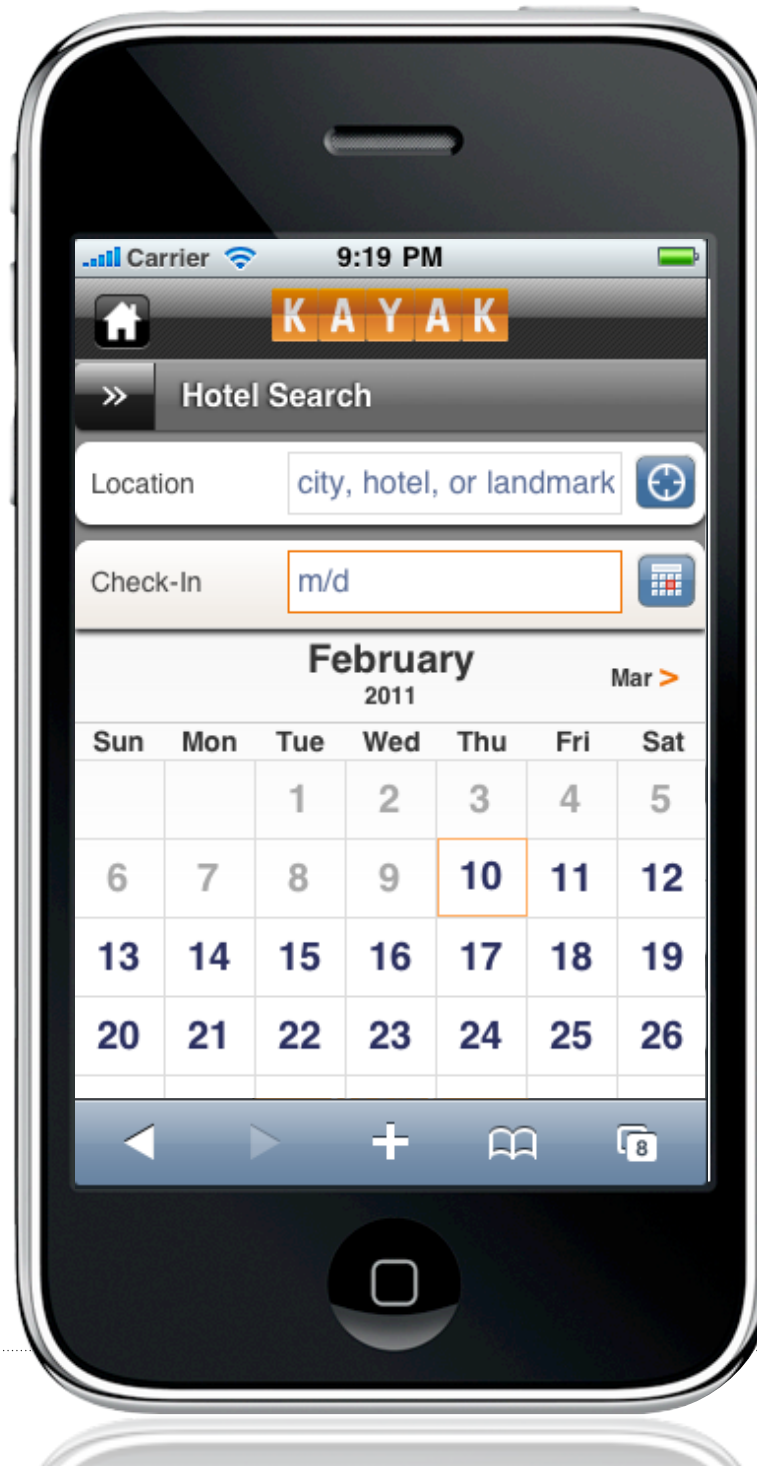 Carrier 9:19 PM
KAYAK
» Hotel Search
Location city, hotel, or landmark
Check-In m/d
February
2011
Mar >
Sun Mon Tue Wed Thu Fri Sat
1 2 3 4 5
6 7 8 9 10 11 12
13 14 15 16 17 18 19
20 21 22 23 24 25 26
8